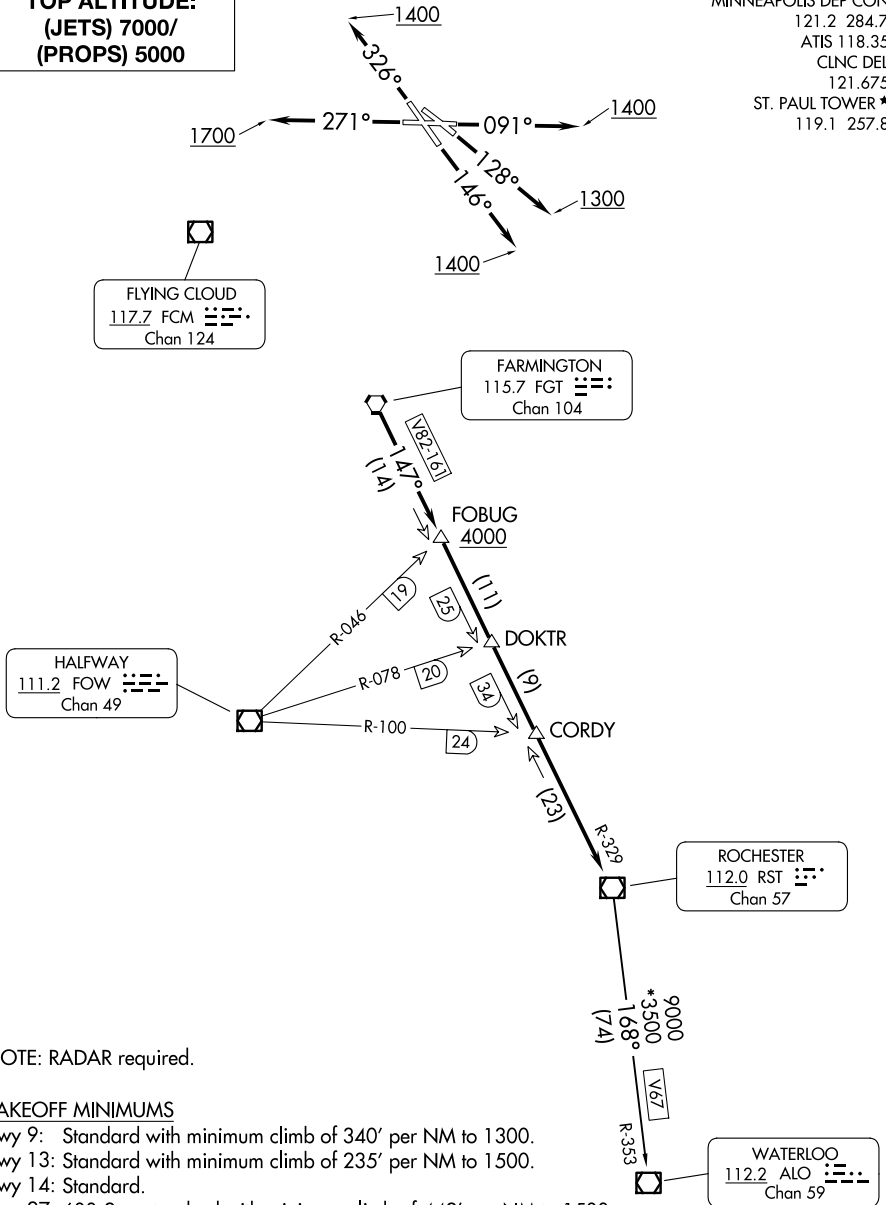 TOP ALTITUDE:
(JETS) 7000/
(PROPS) 5000
MINNEAPOLIS DEP CON
121.2 284.7
ATIS 118.35
CLNC DEL
121.675
ST. PAUL TOWER ★
119.1 257.8
1400
326°
1700
271°
091°
1400
128°
1300
146°
1400
FLYING CLOUD
117.7 FCM
Chan 124
FARMINGTON
115.7 FGT
Chan 104
V82-161
147°
(14)
FOBUG
4000
(11)
19
R-046
25
DOKTR
HALFWAY
111.2 FOW
Chan 49
R-078
20
(9)
34
R-100
24
CORDY
(23)
R-329
ROCHESTER
112.0 RST
Chan 57
9000
*3500
168°
(74)
V67
R-353
WATERLOO
112.2 ALO
Chan 59
OTE: RADAR required.
AKEOFF MINIMUMS
wy 9: Standard with minimum climb of 340' per NM to 1300.
wy 13: Standard with minimum climb of 235' per NM to 1500.
wy 14: Standard.